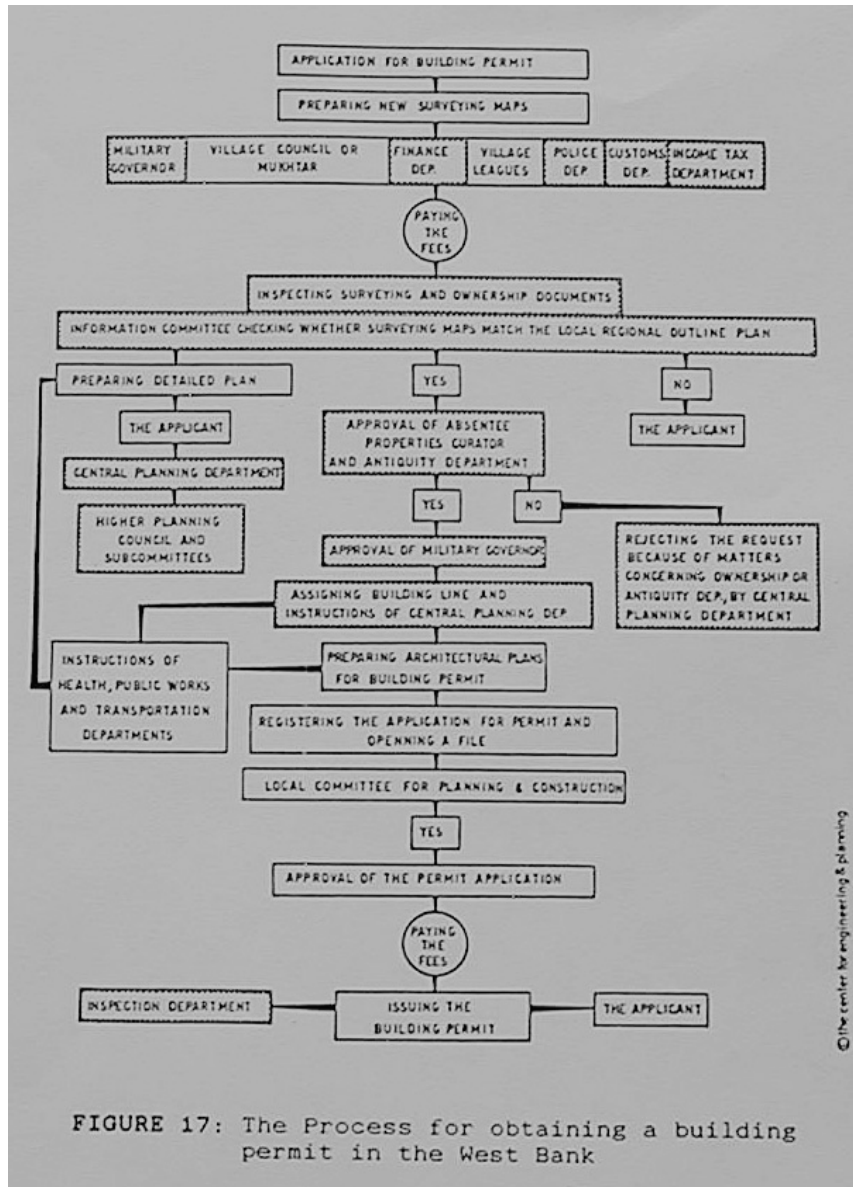 APPLICATION FOR BUILDING PERMIT
PREPARING NEW SURVEYING MAPS
MILITARY
GOVERNOR
VILLAGE COUNCIL OR
MUKHTAR
FINANCE
DEP.
VILLAGE
LEAGUES
POLICE
DEP.
CUSTOMS
DEP.
INCOME TAX
DEPARTMENT
PAYING
THE
FEES
INSPECTING SURVEYING AND OWNERSHIP DOCUMENTS
INFORMATION COMMITTEE CHECKING WHETHER SURVEYING MAPS MATCH THE LOCAL REGIONAL OUTLINE PLAN
PREPARING DETAILED PLAN
YES
NO
THE APPLICANT
APPROVAL OF ABSENTEE
PROPERTIES CURATOR
AND ANTIQUITY DEPARTMENT
THE APPLICANT
CENTRAL PLANNING DEPARTMENT
YES
NO
HIGHER PLANNING
COUNCIL AND
SUBCOMMITTEES
APPROVAL OF MILITARY GOVERNOR
REJECTING THE REQUEST
BECAUSE OF MATTERS
CONCERNING OWNERSHIP OR
ANTIQUITY DEP., BY CENTRAL
PLANNING DEPARTMENT
ASSIGNING BUILDING LINE AND
INSTRUCTIONS OF CENTRAL PLANNING DEP
INSTRUCTIONS OF
HEALTH, PUBLIC WORKS
AND TRANSPORTATION
DEPARTMENTS
PREPARING ARCHITECTURAL PLANS
FOR BUILDING PERMIT
REGISTERING THE APPLICATION FOR PERMIT AND
OPENNING A FILE
LOCAL COMMITTEE FOR PLANNING & CONSTRUCTION
YES
APPROVAL OF THE PERMIT APPLICATION
PAYING
THE
FEES
INSPECTION DEPARTMENT
ISSUING THE
BUILDING PERMIT
THE APPLICANT
© the center for engineering & planning
FIGURE 17: The Process for obtaining a building
permit in the West Bank